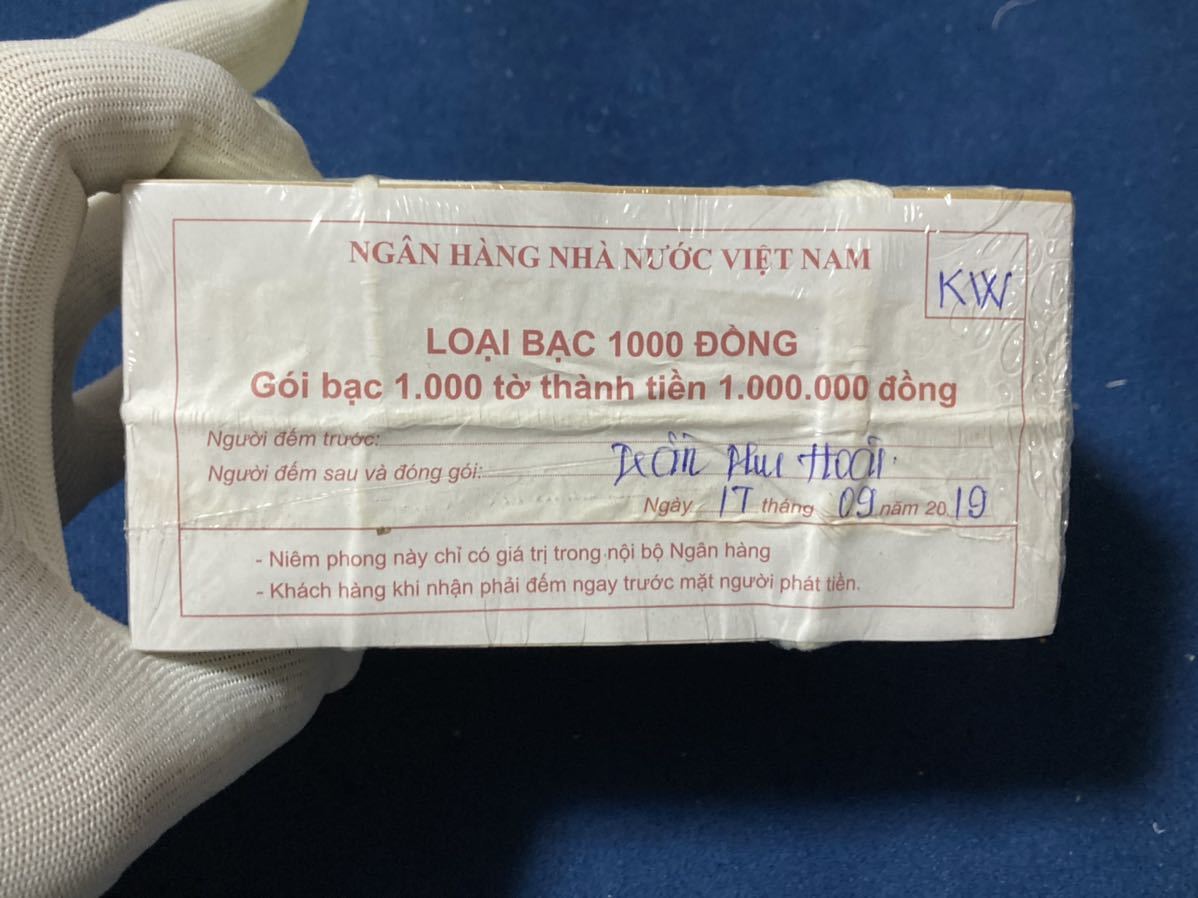 NGÂN HÀNG NHÀ NƯỚC VIỆT NAM
KW
LOẠI BẠC 1000 ĐỒNG
Gói bạc 1.000 tờ thành tiền 1.000.000 đồng
Người đếm trước:
Người đếm sau và đóng gói:
Ngày 17 tháng 09 năm 2019
- Niêm phong này chỉ có giá trị trong nội bộ Ngân hàng
- Khách hàng khi nhận phải đếm ngay trước mặt người phát tiền.